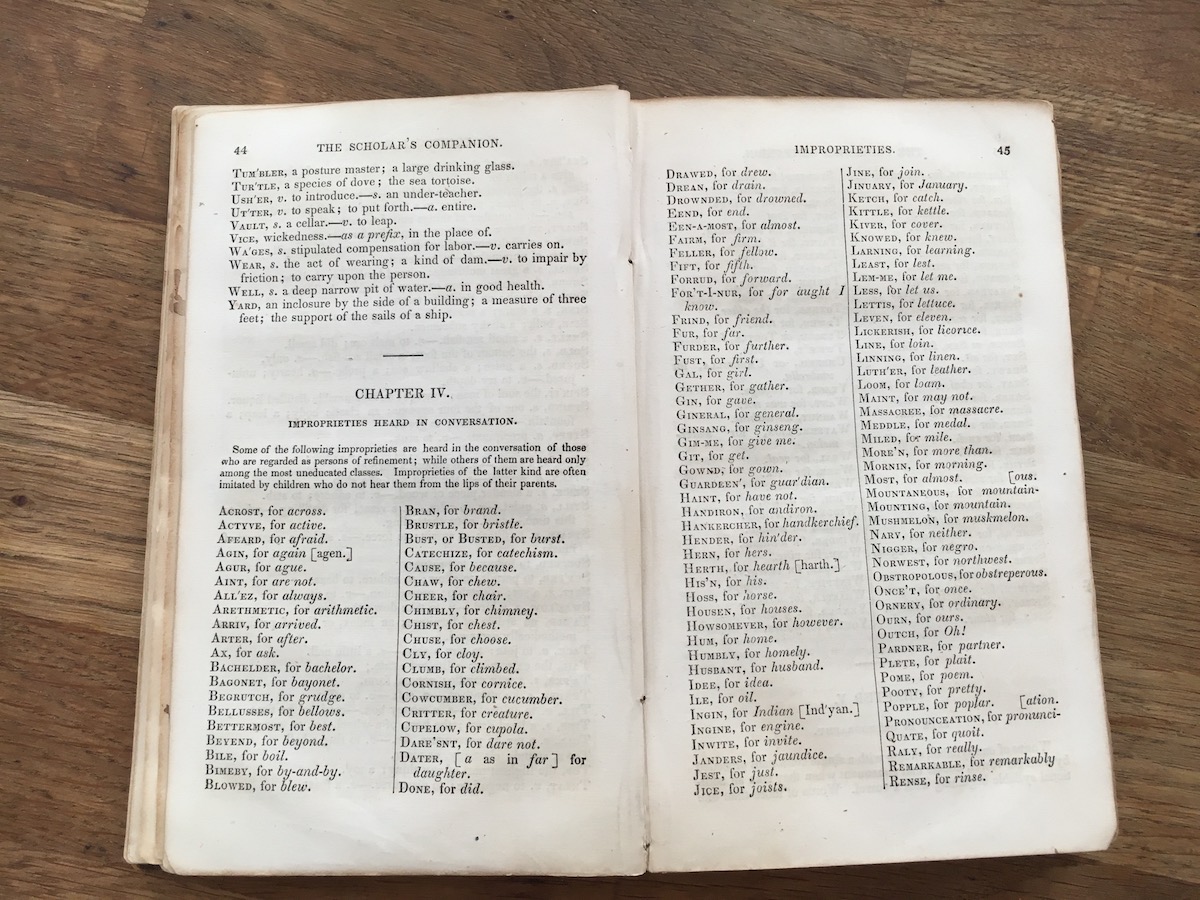 44
THE SCHOLAR'S COMPANION.
TUM'BLER, a posture master; a large drinking glass.
TUR'TLE, a species of dove; the sea tortoise.
USH'ER, v. to introduce.—s. an under-teacher.
UT'TER, v. to speak; to put forth.—a. entire.
VAULT, s. a cellar.—v. to leap.
VICE, wickedness.—as a prefix, in the place of.
WA'GES, s. stipulated compensation for labor.—v. carries on.
WEAR, s. the act of wearing; a kind of dam.—v. to impair by
friction; to carry upon the person.
WELL, s. a deep narrow pit of water.—a. in good health.
YARD, an inclosure by the side of a building; a measure of three
feet; the support of the sails of a ship.
CHAPTER IV.
IMPROPRIETIES HEARD IN CONVERSATION.
Some of the following improprieties are heard in the conversation of those
who are regarded as persons of refinement; while others of them are heard only
among the most uneducated classes. Improprieties of the latter kind are often
imitated by children who do not hear them from the lips of their parents.
ACROST, for across.
ACTYVE, for active.
AFEARD, for afraid.
AGIN, for again [agen.]
AGUR, for ague.
AINT, for are not.
ALL'EZ, for always.
ARETHMETIC, for arithmetic.
ARRIV, for arrived.
ARTER, for after.
AX, for ask.
BACHELDER, for bachelor.
BAGONET, for bayonet.
BEGRUTCH, for grudge.
BELLUSSES, for bellows.
BETTERMOST, for best.
BEYEND, for beyond.
BILE, for boil.
BIMEBY, for by-and-by.
BLOWED, for blew.
BRAN, for brand.
BRUSTLE, for bristle.
BUST, or BUSTED, for burst.
CATECHIZE, for catechism.
CAUSE, for because.
CHAW, for chew.
CHEER, for chair.
CHIMBLY, for chimney.
CHIST, for chest.
CHUSE, for choose.
CLY, for cloy.
CLUMB, for climbed.
CORNISH, for cornice.
COWCUMBER, for cucumber.
CRITTER, for creature.
CUPELOW, for cupola.
DARE'SNT, for dare not.
DATER, [a as in far] for
daughter.
DONE, for did.
IMPROPRIETIES.
45
DRAWED, for drew.
DREAN, for drain.
DROWNDED, for drowned.
EEND, for end.
EEN-A-MOST, for almost.
FAIRM, for firm.
FELLER, for fellow.
FIFT, for fifth.
FORRUD, for forward.
FOR'T-I-NUR, for for aught I
know.
FRIND, for friend.
FUR, for far.
FURDER, for further.
FUST, for first.
GAL, for girl.
GETHER, for gather.
GIN, for gave.
GINERAL, for general.
GINSANG, for ginseng.
GIM-ME, for give me.
GIT, for get.
GOWND, for gown.
GUARDEEN', for guar'dian.
HAINT, for have not.
HANDIRON, for andiron.
HANKERCHER, for handkerchief.
HENDER, for hin'der.
HERN, for hers.
HERTH, for hearth [harth.]
HIS'N, for his.
HOSS, for horse.
HOUSEN, for houses.
HOWSOMEVER, for however.
HUM, for home.
HUMBLY, for homely.
HUSBANT, for husband.
IDEE, for idea.
ILE, for oil.
INGIN, for Indian [Ind'yan.]
INGINE, for engine.
INWITE, for invite.
JANDERS, for jaundice.
JEST, for just.
JICE, for joists.
JINE, for join.
JINUARY, for January.
KETCH, for catch.
KITTLE, for kettle.
KIVER, for cover.
KNOWED, for knew.
LARNING, for learning.
LEAST, for lest.
LEM-ME, for let me.
LESS, for let us.
LETTIS, for lettuce.
LEVEN, for eleven.
LICKERISH, for licorice.
LINE, for loin.
LINNING, for linen.
LUTH'ER, for leather.
LOOM, for loam.
MAINT, for may not.
MASSACREE, for massacre.
MEDDLE, for medal.
MILED, for mile.
MORE'N, for more than.
MORNIN, for morning.
MOST, for almost. [ous.
MOUNTANEOUS, for mountain-
MOUNTING, for mountain.
MUSHMELON, for muskmelon.
NARY, for neither.
NIGGER, for negro.
NORWEST, for northwest.
OBSTROPOLOUS, for obstreperous.
ONCE'T, for once.
ORNERY, for ordinary.
OURN, for ours.
OUTCH, for Oh!
PARDNER, for partner.
PLETE, for plait.
POME, for poem.
POOTY, for pretty.
POPPLE, for poplar. [ation.
PRONOUNCEATION, for pronunci-
QUATE, for quoit.
RALY, for really.
REMARKABLE, for remarkably
RENSE, for rinse.